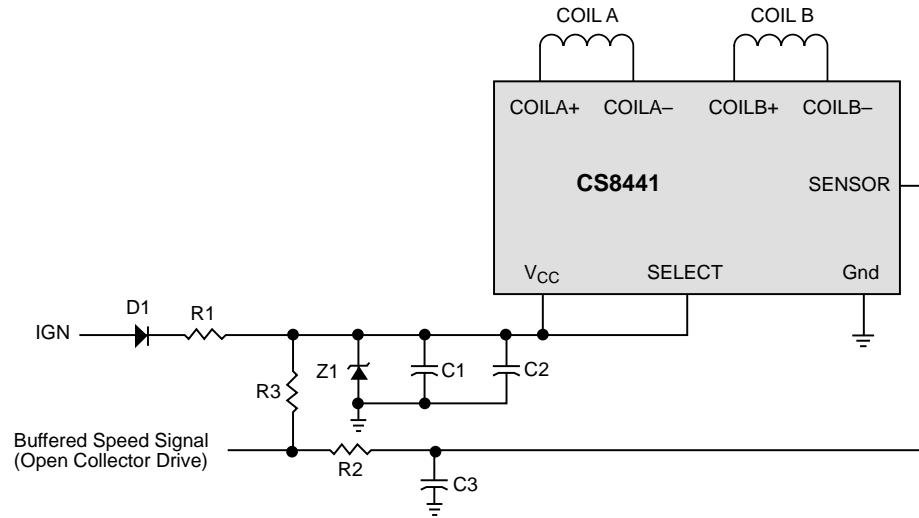 COIL A
COIL B
COILA+
COILA–
COILB+
COILB–
CS8441
SENSOR
VCC
SELECT
Gnd
D1
R1
IGN
Z1
C1
C2
R3
Buffered Speed Signal
(Open Collector Drive)
R2
C3